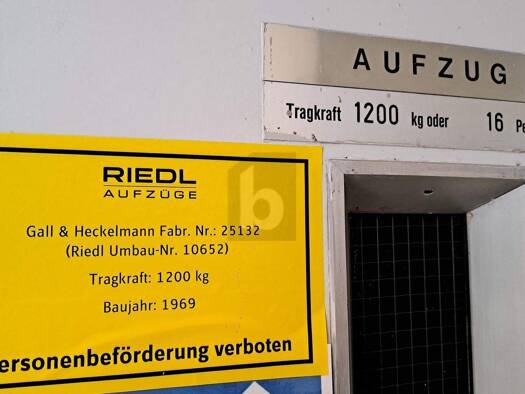 AUFZUG
Tragkraft 1200 kg oder 16 Pe
RIEDL
AUFZÜGE
Gall & Heckelmann Fabr. Nr.: 25132
(Riedl Umbau-Nr. 10652)
Tragkraft: 1200 kg
Baujahr: 1969
ersonenbeförderung verboten
b